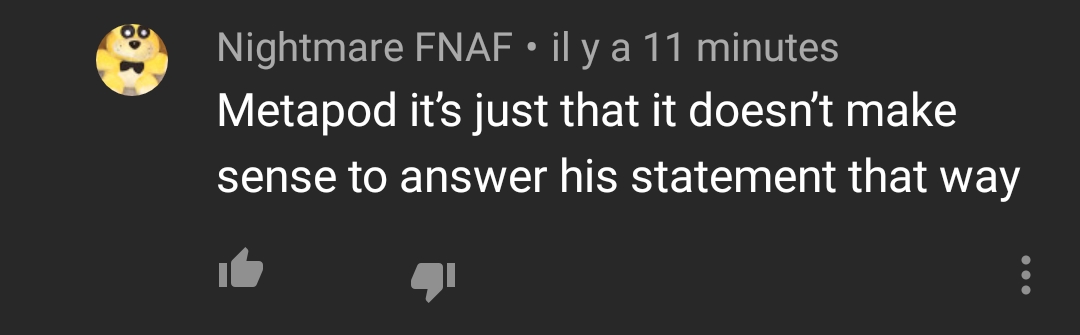 Nightmare FNAF • il y a 11 minutes
Metapod it’s just that it doesn’t make
sense to answer his statement that way